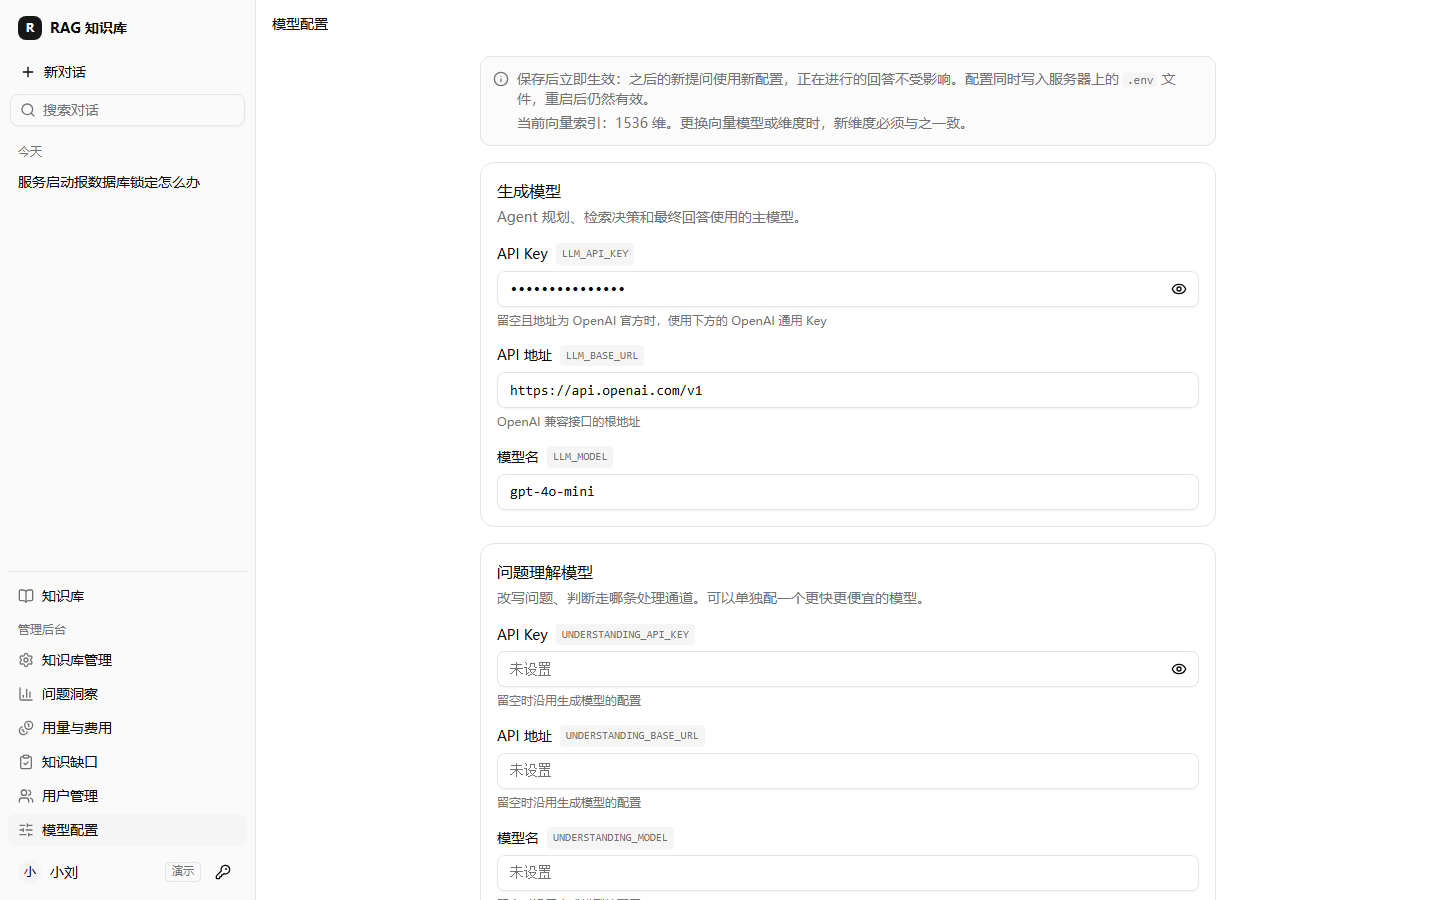 R RAG 知识库
新对话
搜索对话
今天
服务启动报数据库锁定怎么办
知识库
管理后台
知识库管理
问题洞察
用量与费用
知识缺口
用户管理
模型配置
小 小刘 演示
模型配置
保存后立即生效：之后的新提问使用新配置，正在进行的回答不受影响。配置同时写入服务器上的 .env 文
件，重启后仍然有效。
当前向量索引：1536 维。更换向量模型或维度时，新维度必须与之一致。
生成模型
Agent 规划、检索决策和最终回答使用的主模型。
API Key LLM_API_KEY
•••••••••••••••
留空且地址为 OpenAI 官方时，使用下方的 OpenAI 通用 Key
API 地址 LLM_BASE_URL
https://api.openai.com/v1
OpenAI 兼容接口的根地址
模型名 LLM_MODEL
gpt-4o-mini
问题理解模型
改写问题、判断走哪条处理通道。可以单独配一个更快更便宜的模型。
API Key UNDERSTANDING_API_KEY
未设置
留空时沿用生成模型的配置
API 地址 UNDERSTANDING_BASE_URL
未设置
留空时沿用生成模型的配置
模型名 UNDERSTANDING_MODEL
未设置